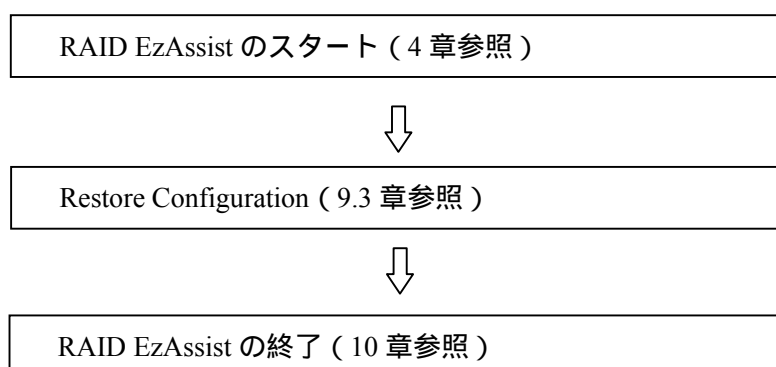 RAID EzAssist のスタート（4 章参照）
Restore Configuration（9.3 章参照）
RAID EzAssist の終了（10 章参照）